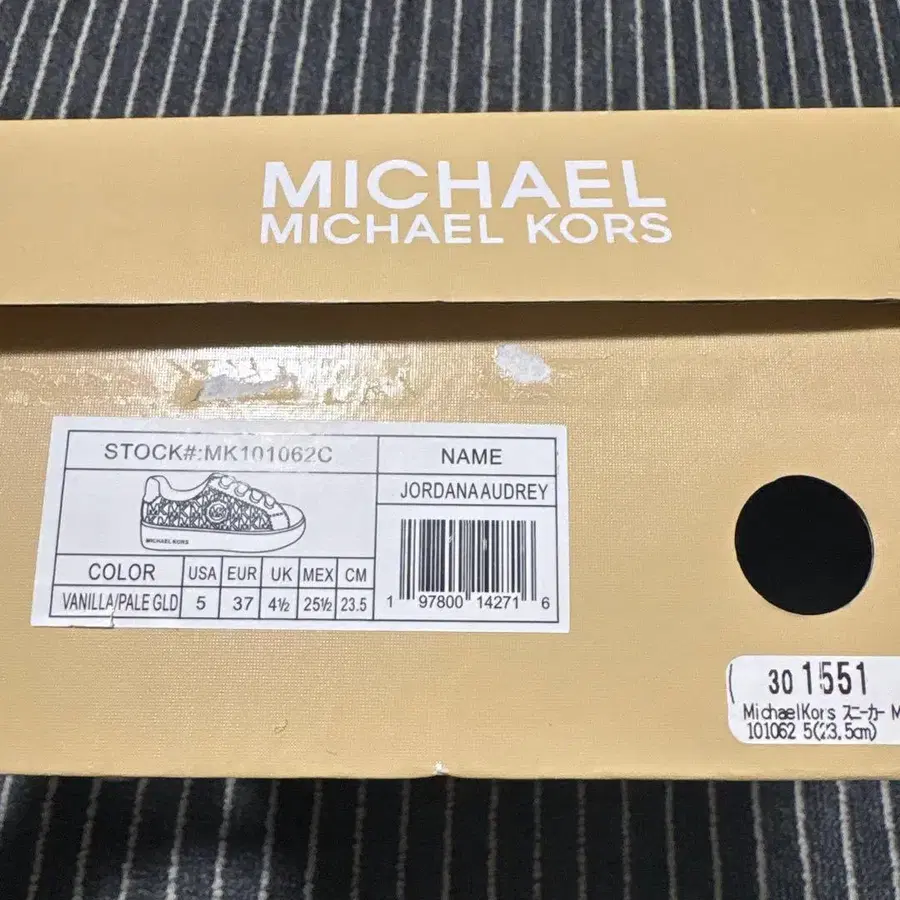 MICHAEL
MICHAEL KORS
STOCK#:MK101062C
NAME
JORDANAAUDREY
MICHAEL KORS
COLOR USA EUR UK MEX CM
VANILLA/PALE GLD 5 37 4½ 25½ 23.5
1 97800 14271 6
30 1551
MichaelKors スニーカー M
101062 5(23.5cm)